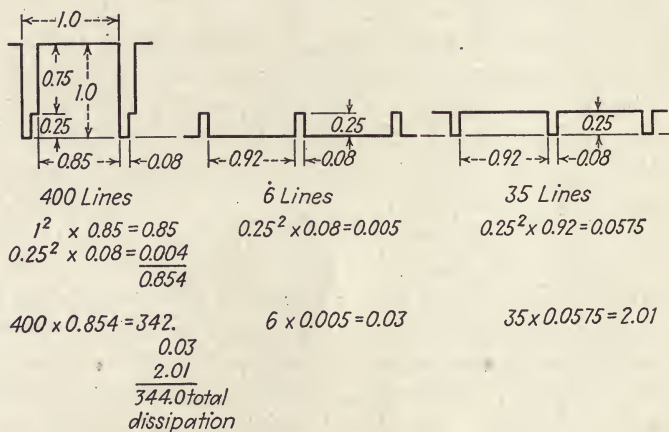 1.0
0.75
1.0
0.25
0.25
0.25
0.85
0.08
0.92
0.08
0.92
0.08
400 Lines
6 Lines
35 Lines
1² x 0.85 = 0.85
0.25² x 0.08 = 0.005
0.25² x 0.92 = 0.0575
0.25² x 0.08 = 0.004
0.854
400 x 0.854 = 342.
6 x 0.005 = 0.03
35 x 0.0575 = 2.01
0.03
2.01
344.0 total
dissipation